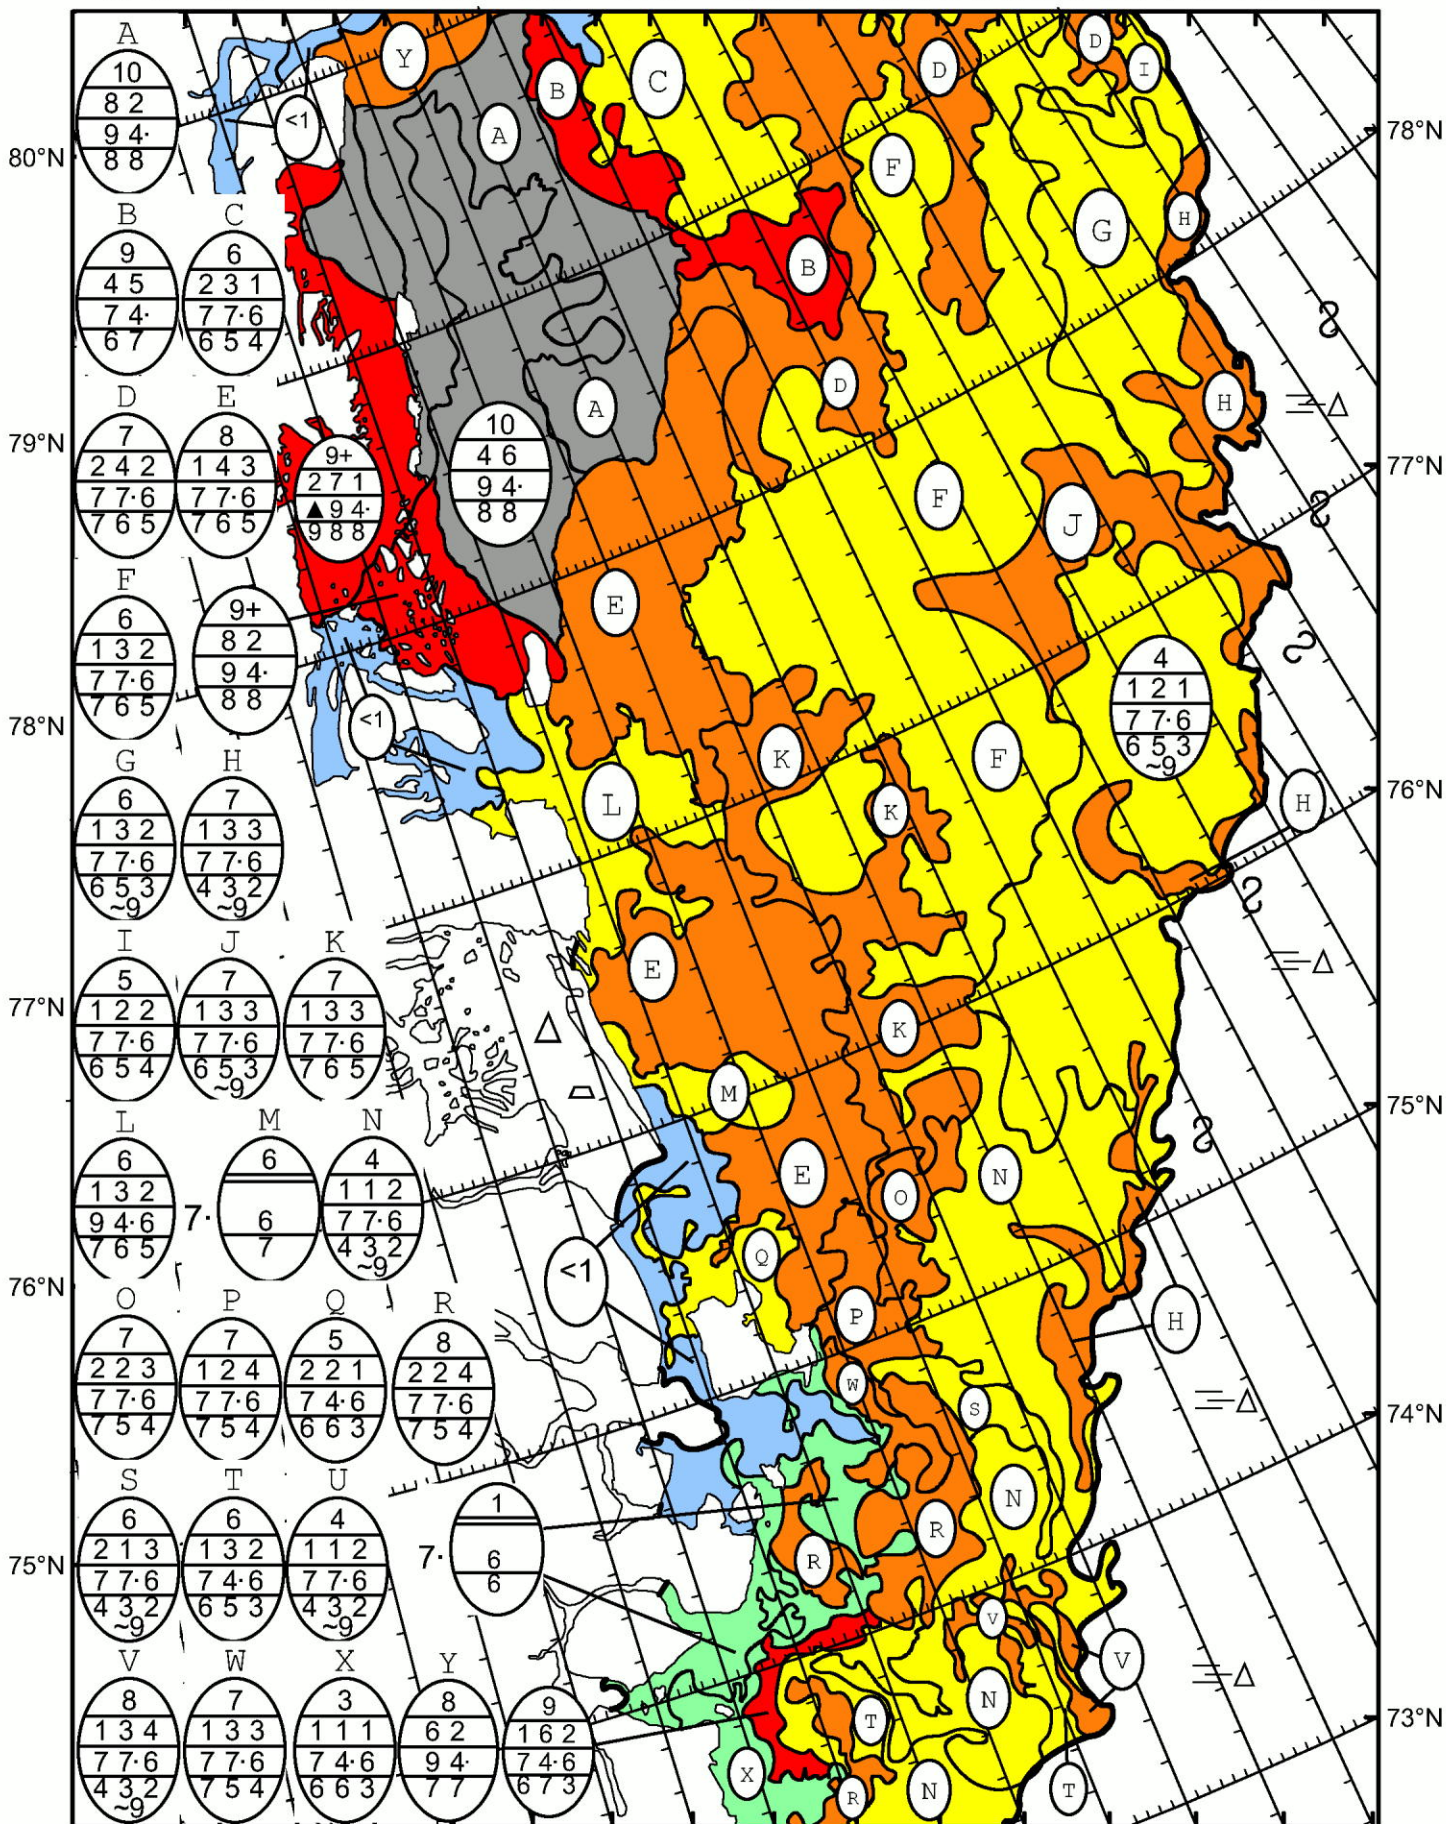 A
10
8 2
9 4·
8 8
B
9
4 5
7 4·
6 7
C
6
2 3 1
7 7·6
6 5 4
D
7
2 4 2
7 7·6
7 6 5
E
8
1 4 3
7 7·6
7 6 5
9+
2 7 1
▲9 4·
9 8 8
10
4 6
9 4·
8 8
F
6
1 3 2
7 7·6
7 6 5
9+
8 2
9 4·
8 8
G
6
1 3 2
7 7·6
6 5 3
~9
H
7
1 3 3
7 7·6
4 3 2
~9
I
5
1 2 2
7 7·6
6 5 4
J
7
1 3 3
7 7·6
6 5 3
~9
K
7
1 3 3
7 7·6
7 6 5
L
6
1 3 2
9 4·6
7 6 5
M
6
7·
6
7
N
4
1 1 2
7 7·6
4 3 2
~9
O
7
2 2 3
7 7·6
7 5 4
P
7
1 2 4
7 7·6
7 5 4
Q
5
2 2 1
7 4·6
6 6 3
R
8
2 2 4
7 7·6
7 5 4
S
6
2 1 3
7 7·6
4 3 2
~9
T
6
1 3 2
7 4·6
6 5 3
U
4
1 1 2
7 7·6
4 3 2
~9
1
7·
6
6
V
8
1 3 4
7 7·6
4 3 2
~9
W
7
1 3 3
7 7·6
7 5 4
X
3
1 1 1
7 4·6
6 6 3
Y
8
6 2
9 4·
7 7
9
1 6 2
7 4·6
6 7 3
4
1 2 1
7 7·6
6 5 3
~9
80°N
79°N
78°N
77°N
76°N
75°N
78°N
77°N
76°N
75°N
74°N
73°N
Y
<1
A
B
C
D
D
I
F
G
H
B
A
D
H
F
J
E
<1
K
F
L
K
H
E
K
M
E
O
N
Q
<1
P
H
W
S
N
R
R
V
V
N
T
X
R
N
T